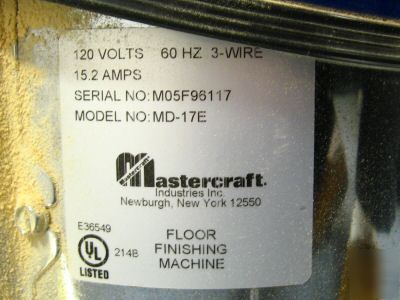 120 VOLTS 60 HZ 3-WIRE
15.2 AMPS
SERIAL NO: M05F96117
MODEL NO: MD-17E
Mastercraft.
Industries Inc.
Newburgh, New York 12550
E36549
UL
214B
LISTED
FLOOR
FINISHING
MACHINE